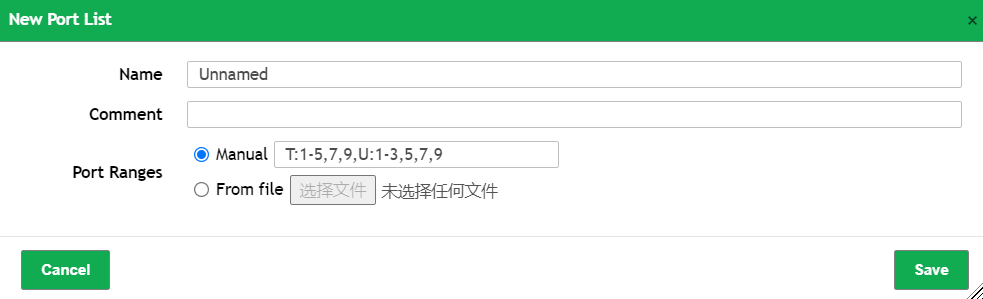 New Port List ×
Name Unnamed
Comment
Port Ranges
Manual T:1-5,7,9,U:1-3,5,7,9
From file 选择文件 未选择任何文件
Cancel Save